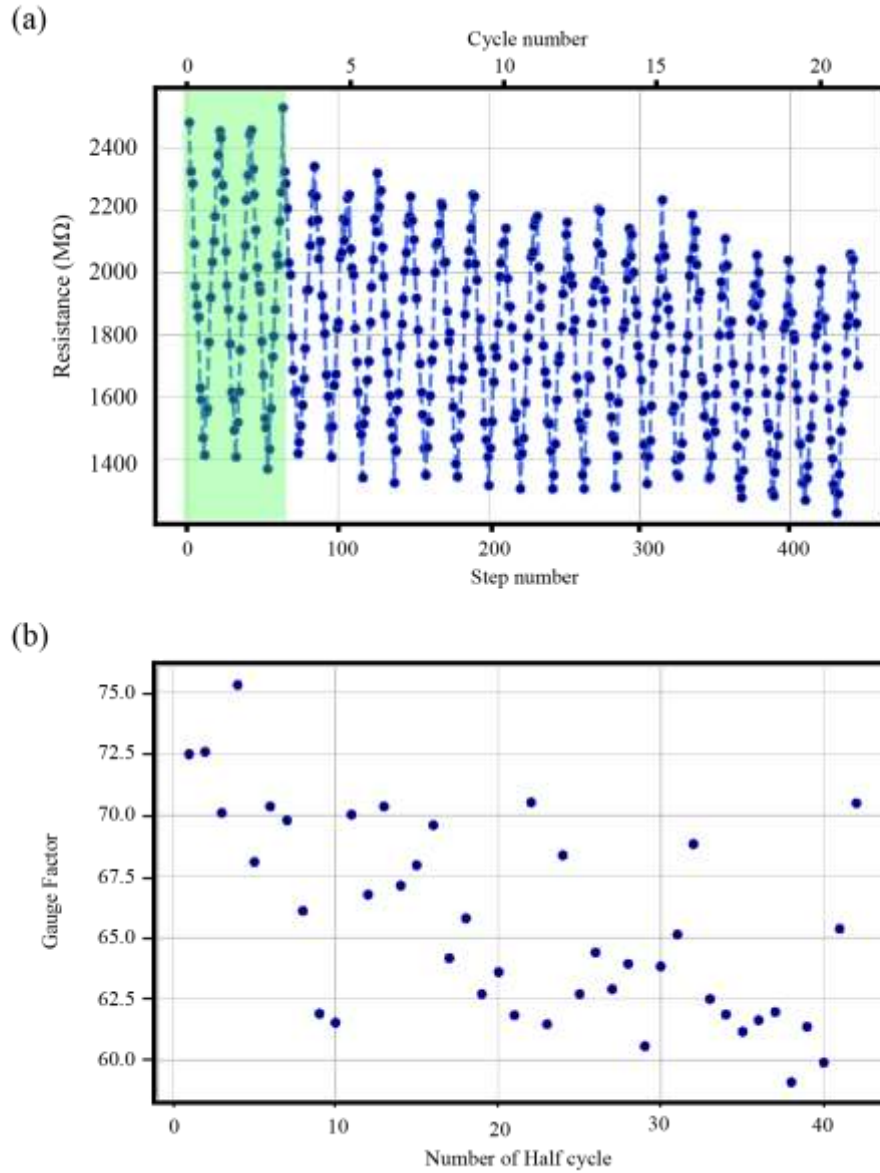 (a)
Cycle number
0 5 10 15 20
2400
2200
2000
1800
1600
1400
Resistance (MΩ)
0 100 200 300 400
Step number
(b)
75.0
72.5
70.0
67.5
65.0
62.5
60.0
Gauge Factor
0 10 20 30 40
Number of Half cycle